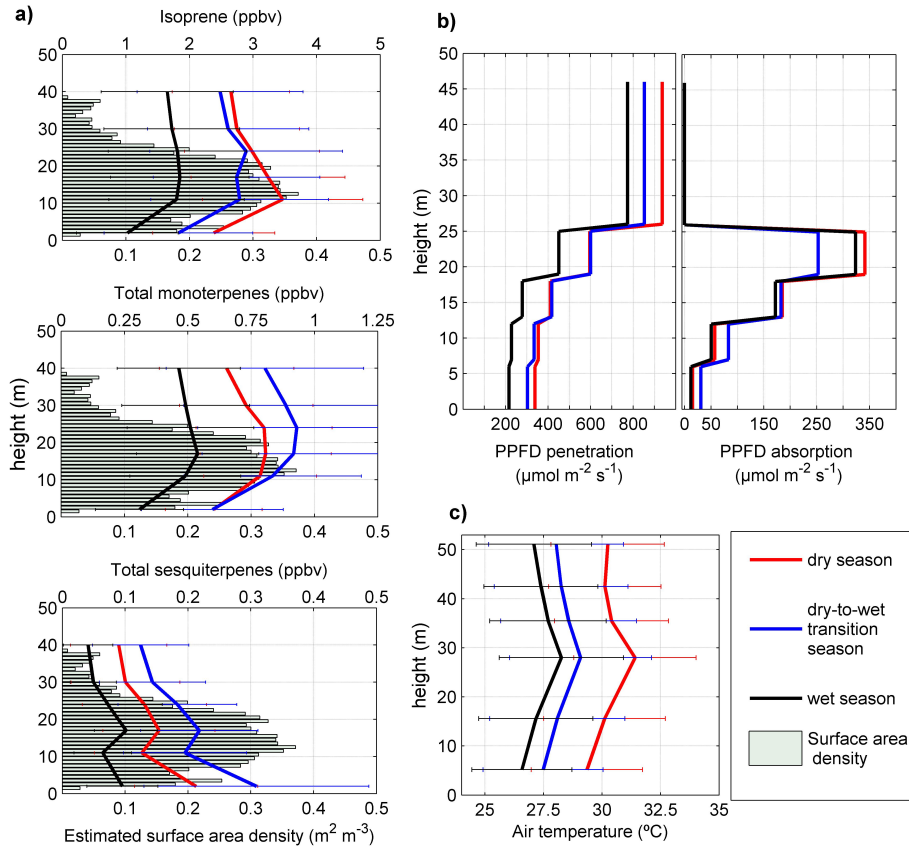 a)
Isoprene (ppbv)
0 1 2 3 4 5
50
40
30
20
10
0
0.1 0.2 0.3 0.4 0.5
Total monoterpenes (ppbv)
0 0.25 0.5 0.75 1 1.25
height (m)
50
40
30
20
10
0
0.1 0.2 0.3 0.4 0.5
Total sesquiterpenes (ppbv)
0 0.1 0.2 0.3 0.4 0.5
50
40
30
20
10
0
0.1 0.2 0.3 0.4 0.5
Estimated surface area density (m² m⁻³)
b)
height (m)
50
45
40
35
30
25
20
15
10
5
0
200 400 600 800
PPFD penetration
(µmol m⁻² s⁻¹)
0 50 150 250 350
PPFD absorption
(µmol m⁻² s⁻¹)
c)
height (m)
50
40
30
20
10
0
25 27.5 30 32.5 35
Air temperature (ºC)
dry season
dry-to-wet
transition
season
wet season
Surface area
density